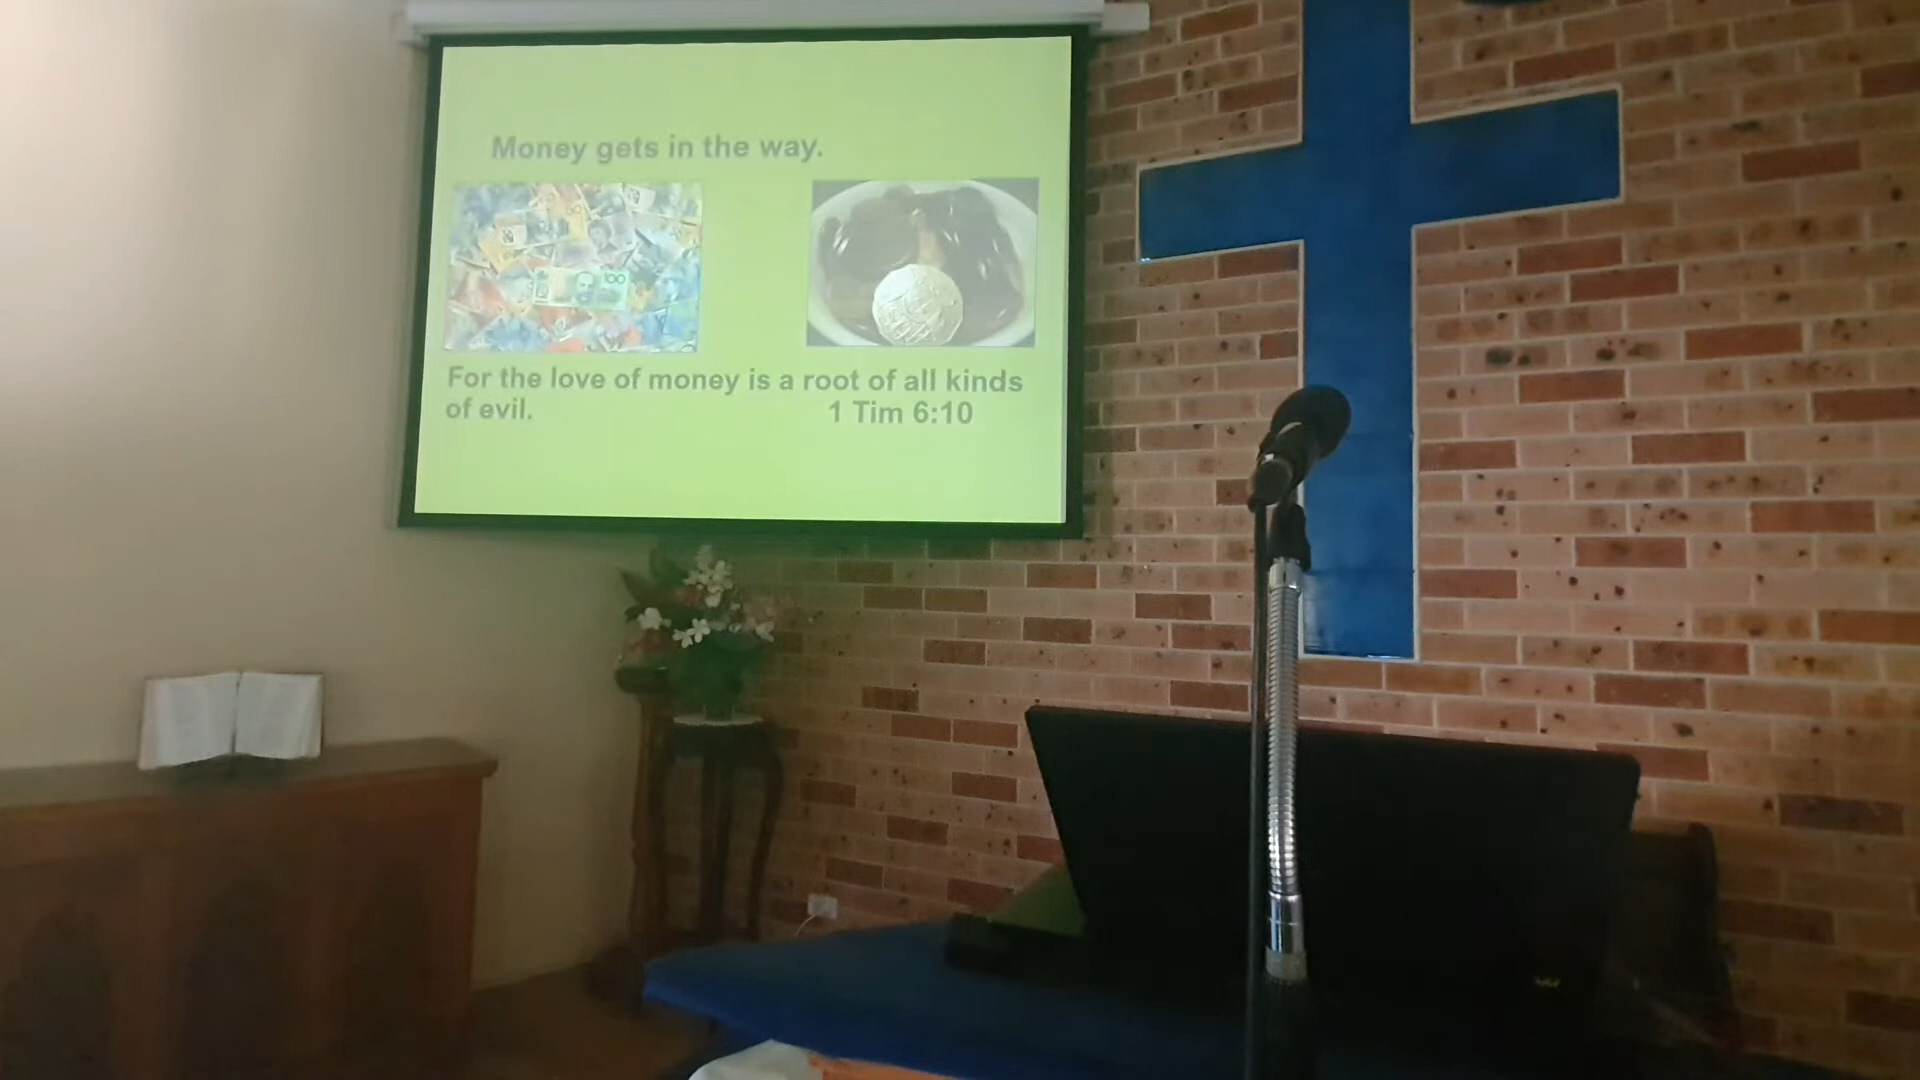 Money gets in the way.
100
For the love of money is a root of all kinds
of evil.
1 Tim 6:10